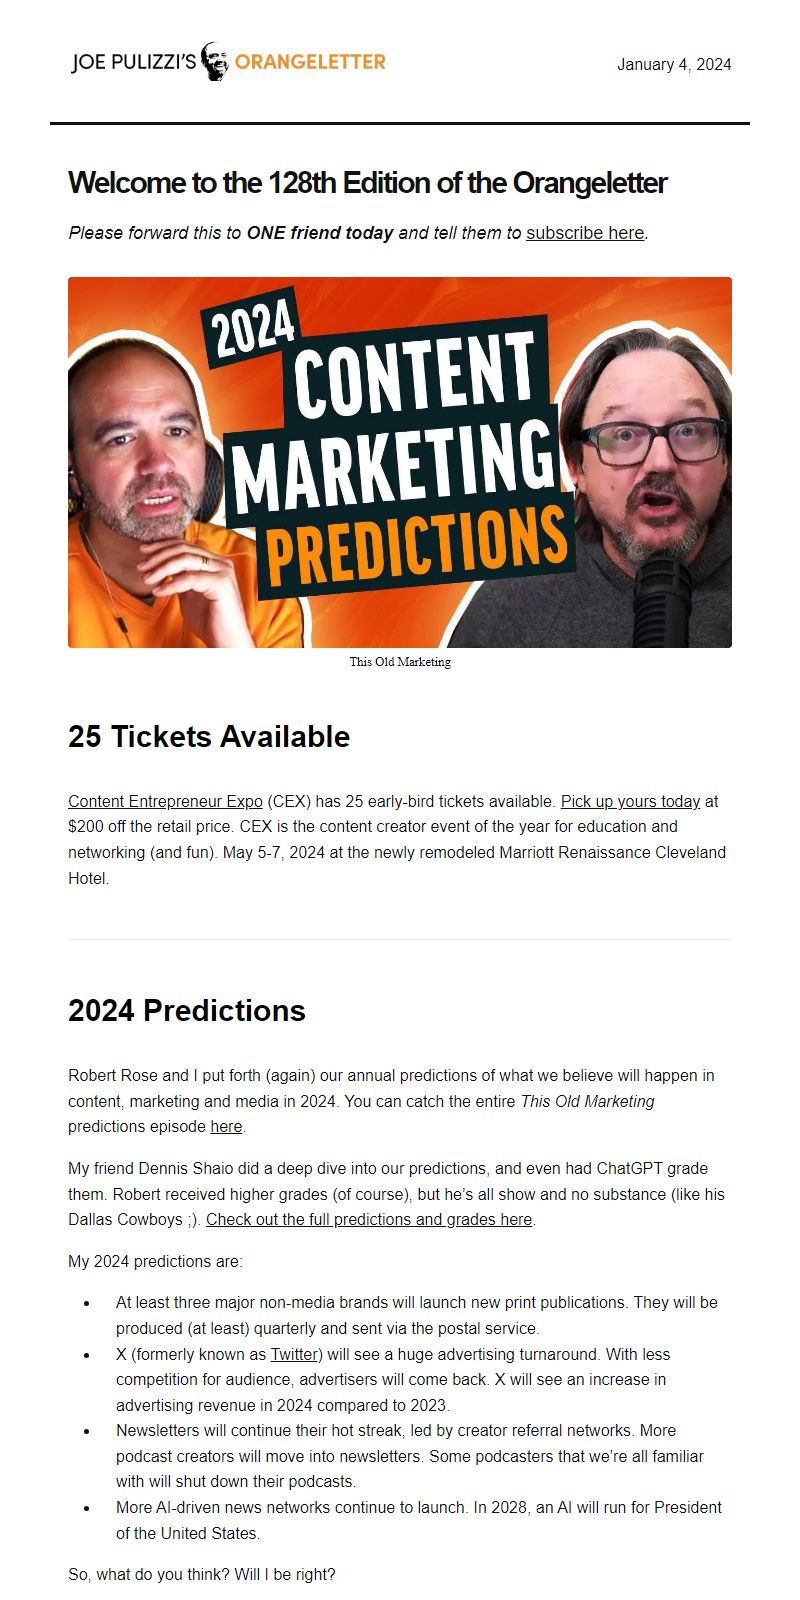 JOE PULIZZI'S ORANGELETTER
January 4, 2024
Welcome to the 128th Edition of the Orangeletter
Please forward this to ONE friend today and tell them to subscribe here.
2024
CONTENT
MARKETING
PREDICTIONS
This Old Marketing
25 Tickets Available
Content Entrepreneur Expo (CEX) has 25 early-bird tickets available. Pick up yours today at
$200 off the retail price. CEX is the content creator event of the year for education and
networking (and fun). May 5-7, 2024 at the newly remodeled Marriott Renaissance Cleveland
Hotel.
2024 Predictions
Robert Rose and I put forth (again) our annual predictions of what we believe will happen in
content, marketing and media in 2024. You can catch the entire This Old Marketing
predictions episode here.
My friend Dennis Shaio did a deep dive into our predictions, and even had ChatGPT grade
them. Robert received higher grades (of course), but he's all show and no substance (like his
Dallas Cowboys ;). Check out the full predictions and grades here.
My 2024 predictions are:
• At least three major non-media brands will launch new print publications. They will be
produced (at least) quarterly and sent via the postal service.
• X (formerly known as Twitter) will see a huge advertising turnaround. With less
competition for audience, advertisers will come back. X will see an increase in
advertising revenue in 2024 compared to 2023.
• Newsletters will continue their hot streak, led by creator referral networks. More
podcast creators will move into newsletters. Some podcasters that we're all familiar
with will shut down their podcasts.
• More AI-driven news networks continue to launch. In 2028, an AI will run for President
of the United States.
So, what do you think? Will I be right?